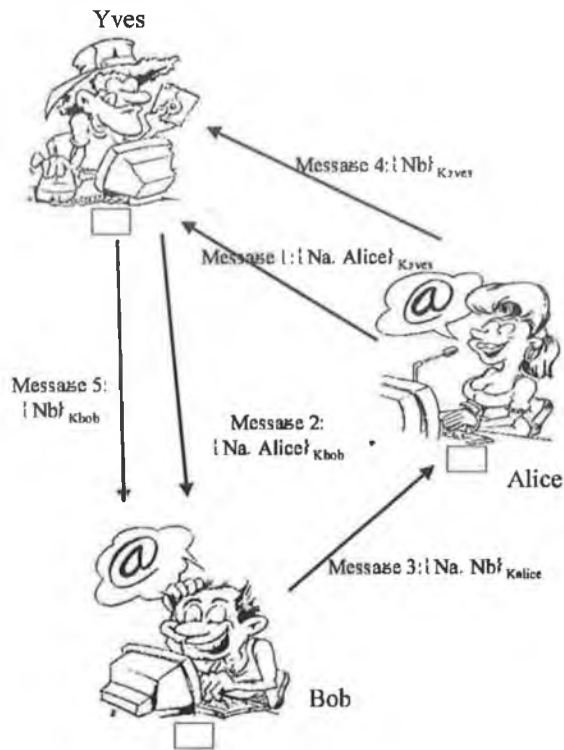 Yves
Message 4:{Nb}Kyves
Message 1:{Na. Alice}Kyves
@
Message 5:
{Nb}Kbob
Message 2:
{Na. Alice}Kbob
Alice
@
Message 3:{Na. Nb}Kalice
Bob